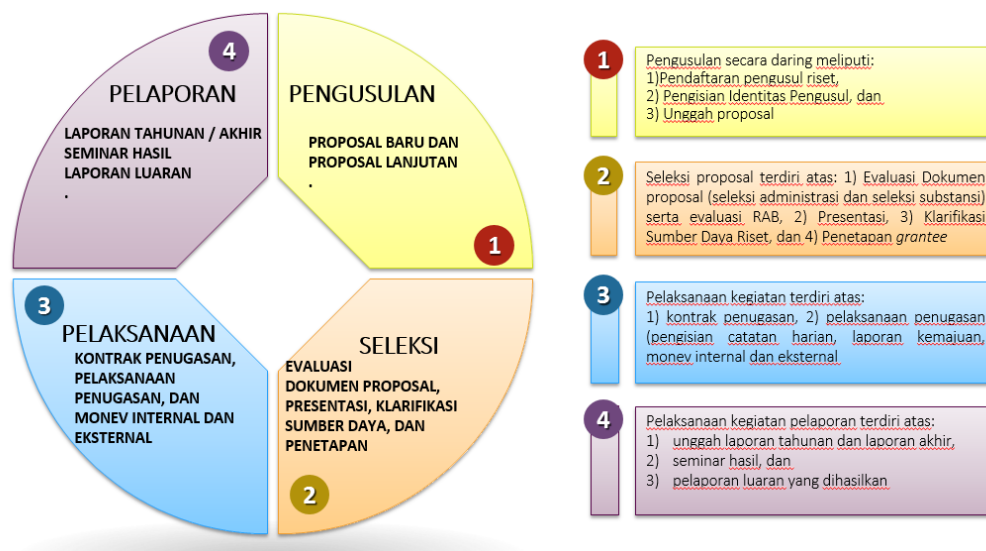 4
PELAPORAN
LAPORAN TAHUNAN / AKHIR
SEMINAR HASIL
LAPORAN LUARAN
.
PENGUSULAN
PROPOSAL BARU DAN
PROPOSAL LANJUTAN
.
1
3
PELAKSANAAN
KONTRAK PENUGASAN,
PELAKSANAAN
PENUGASAN, DAN
MONEV INTERNAL DAN
EKSTERNAL
SELEKSI
EVALUASI
DOKUMEN PROPOSAL,
PRESENTASI, KLARIFIKASI
SUMBER DAYA, DAN
PENETAPAN
2
1
Pengusulan secara daring meliputi:
1)Pendaftaran pengusul riset,
2) Pengisian Identitas Pengusul, dan
3) Unggah proposal
2
Seleksi proposal terdiri atas: 1) Evaluasi Dokumen
proposal (seleksi administrasi dan seleksi substansi)
serta evaluasi RAB, 2) Presentasi, 3) Klarifikasi
Sumber Daya Riset, dan 4) Penetapan grantee
3
Pelaksanaan kegiatan terdiri atas:
1) kontrak penugasan, 2) pelaksanaan penugasan
(pengisian catatan harian, laporan kemajuan,
monev internal dan eksternal
4
Pelaksanaan kegiatan pelaporan terdiri atas:
1) unggah laporan tahunan dan laporan akhir,
2) seminar hasil, dan
3) pelaporan luaran yang dihasilkan